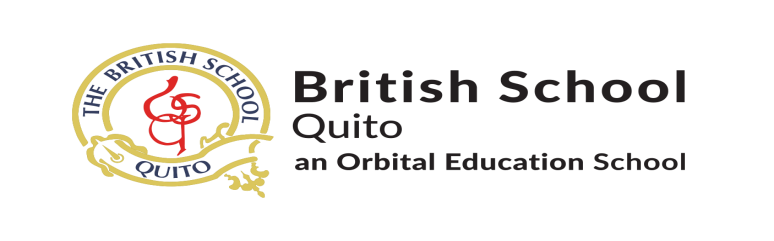 THE BRITISH SCHOOL
QUITO
British School
Quito
an Orbital Education School